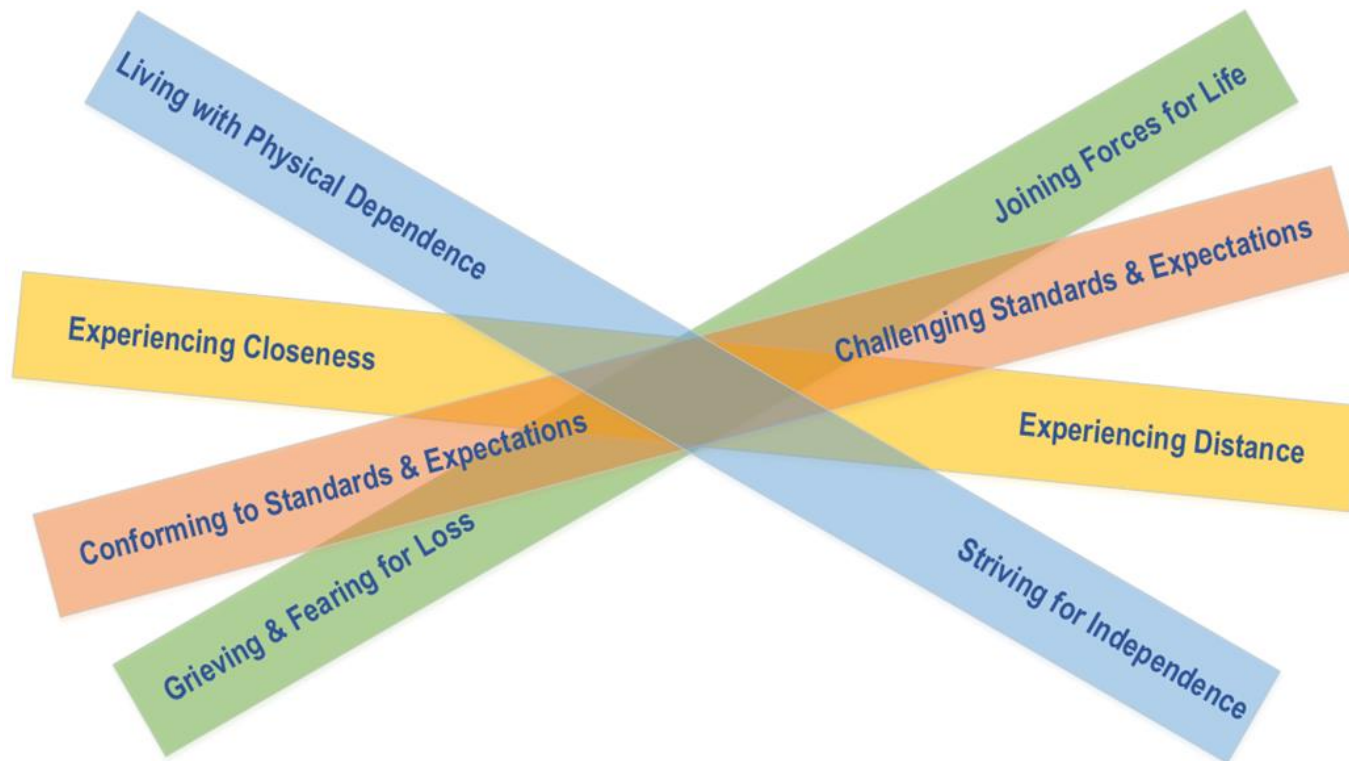 Living with Physical Dependence
Joining Forces for Life
Experiencing Closeness
Challenging Standards & Expectations
Conforming to Standards & Expectations
Experiencing Distance
Grieving & Fearing for Loss
Striving for Independence